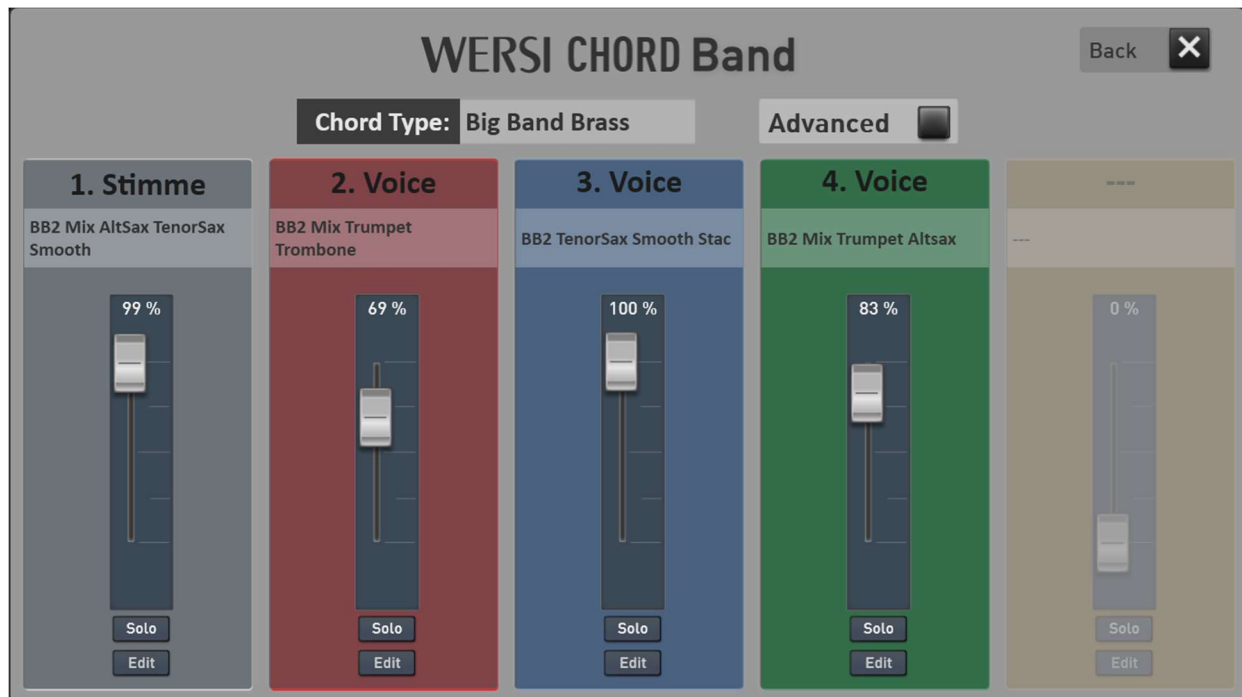 WERSI CHORD Band
Back
Chord Type: Big Band Brass
Advanced
1. Stimme
BB2 Mix AltSax TenorSax
Smooth
99 %
Solo
Edit
2. Voice
BB2 Mix Trumpet
Trombone
69 %
Solo
Edit
3. Voice
BB2 TenorSax Smooth Stac
100 %
Solo
Edit
4. Voice
BB2 Mix Trumpet Altsax
83 %
Solo
Edit
---
---
0 %
Solo
Edit